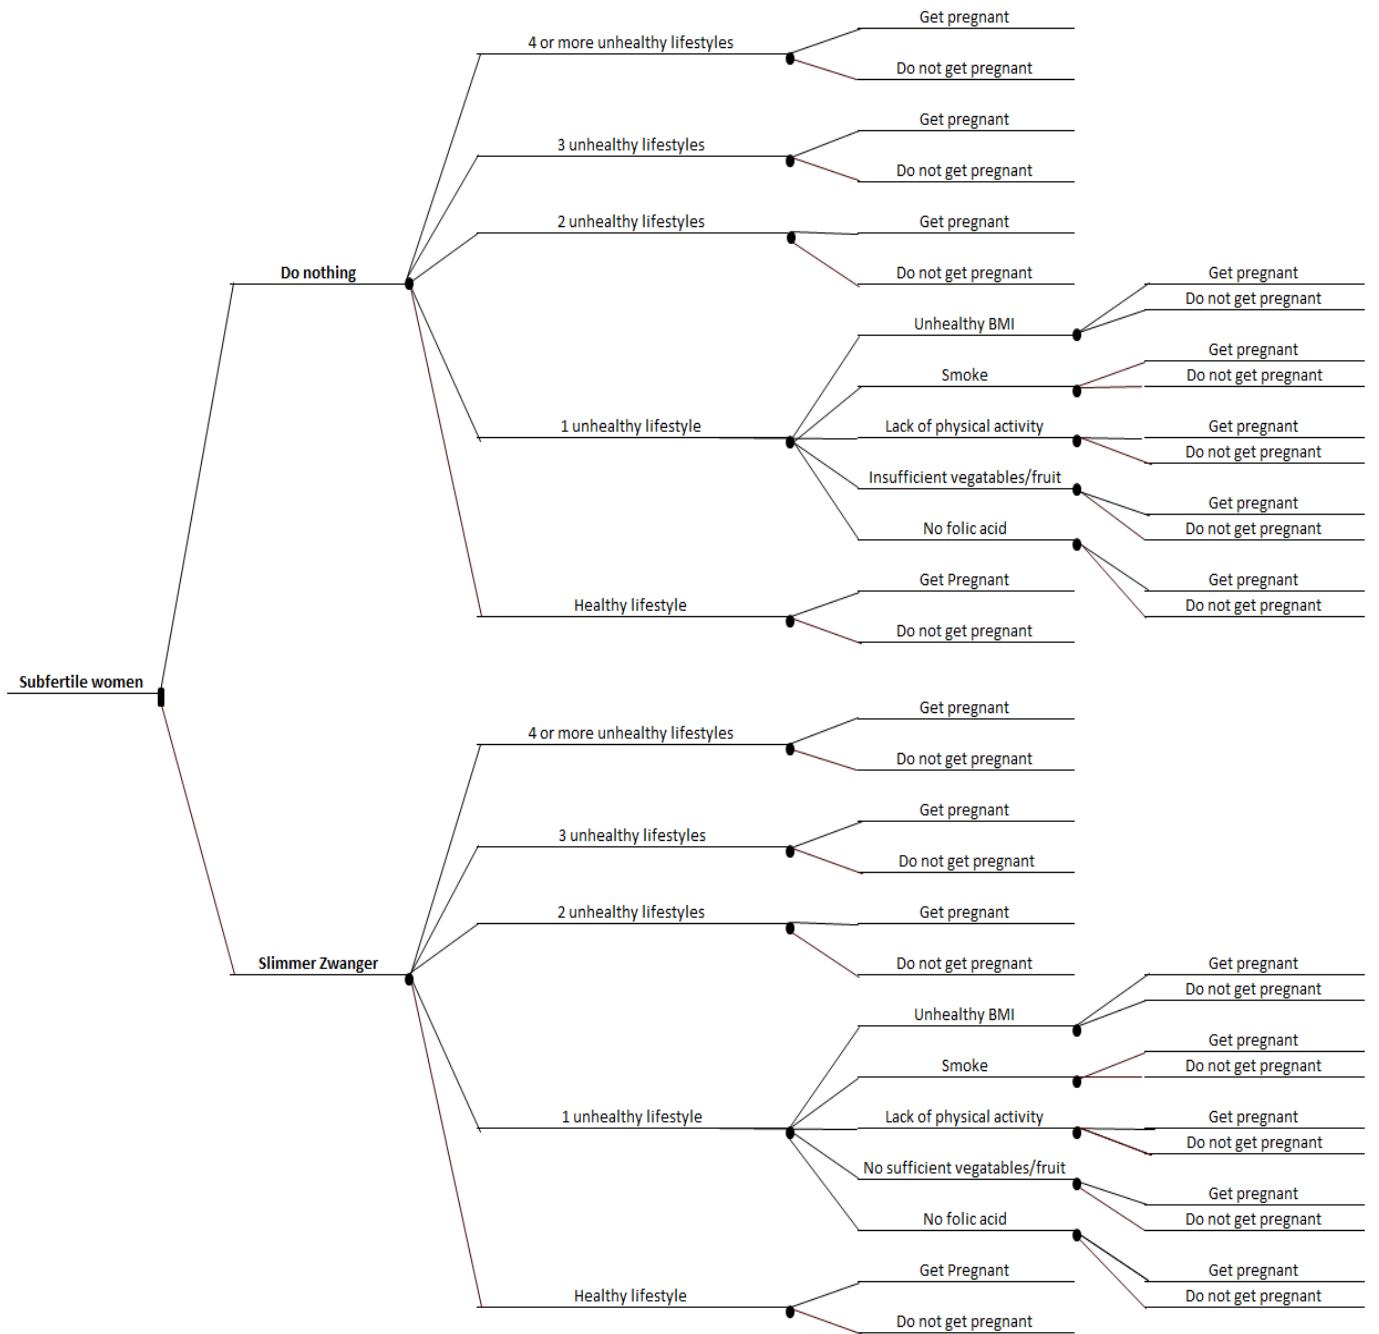 Get pregnant
4 or more unhealthy lifestyles
Do not get pregnant
Get pregnant
3 unhealthy lifestyles
Do not get pregnant
2 unhealthy lifestyles
Get pregnant
Do nothing
Do not get pregnant
Get pregnant
Do not get pregnant
Unhealthy BMI
Get pregnant
Smoke
Do not get pregnant
1 unhealthy lifestyle
Lack of physical activity
Get pregnant
Do not get pregnant
Insufficient vegatables/fruit
Get pregnant
No folic acid
Do not get pregnant
Get Pregnant
Get pregnant
Healthy lifestyle
Do not get pregnant
Do not get pregnant
Subfertile women
Get pregnant
4 or more unhealthy lifestyles
Do not get pregnant
Get pregnant
3 unhealthy lifestyles
Do not get pregnant
2 unhealthy lifestyles
Get pregnant
Slimmer Zwanger
Do not get pregnant
Get pregnant
Do not get pregnant
Unhealthy BMI
Get pregnant
Smoke
Do not get pregnant
1 unhealthy lifestyle
Lack of physical activity
Get pregnant
Do not get pregnant
No sufficient vegatables/fruit
Get pregnant
No folic acid
Do not get pregnant
Get Pregnant
Get pregnant
Healthy lifestyle
Do not get pregnant
Do not get pregnant